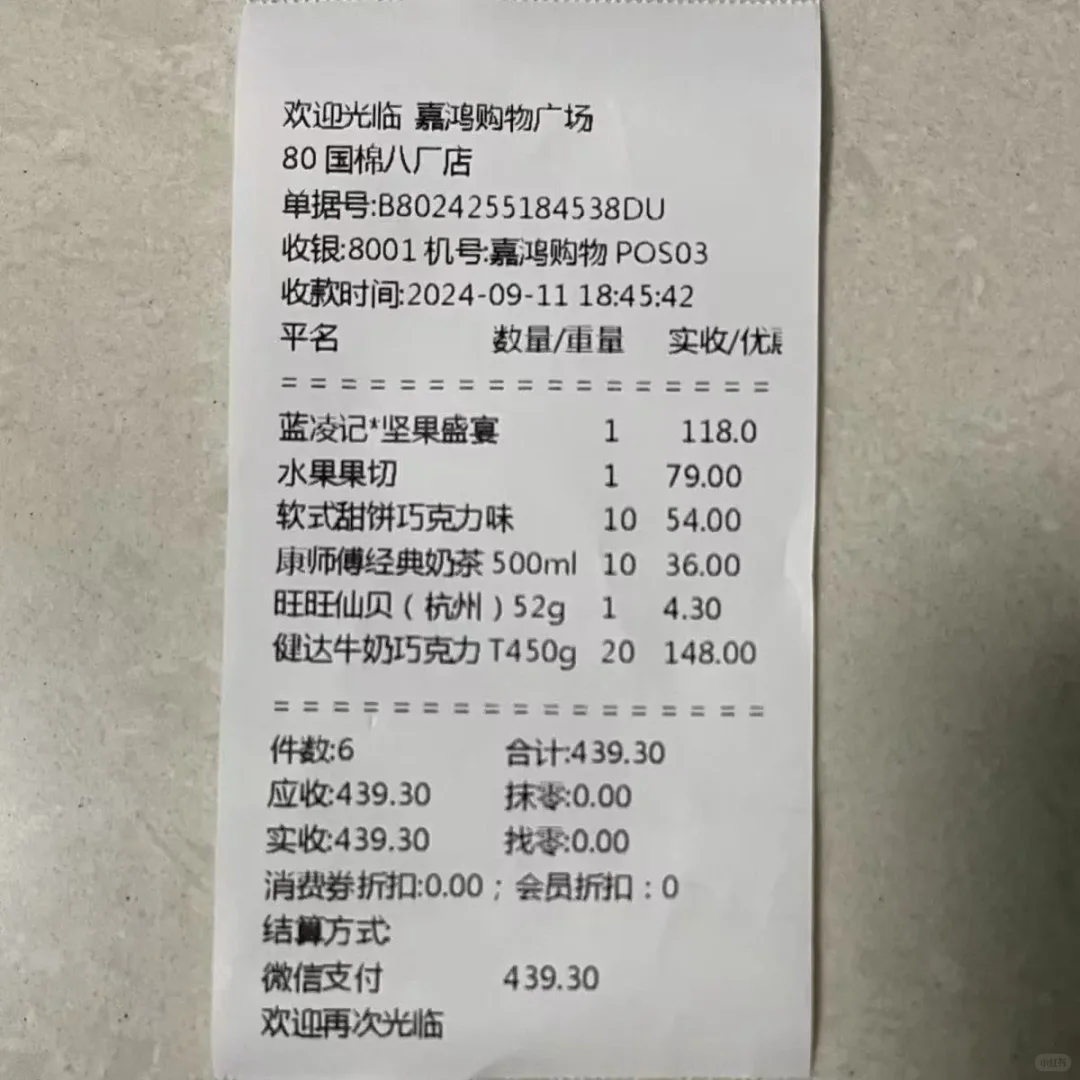 欢迎光临 嘉鸿购物广场
80 国棉八厂店
单据号:B8024255184538DU
收银:8001 机号:嘉鸿购物 POS03
收款时间:2024-09-11 18:45:42
平名 数量/重量 实收/优
= = = = = = = = = = = = = = = = =
蓝凌记*坚果盛宴 1 118.0
水果果切 1 79.00
软式甜饼巧克力味 10 54.00
康师傅经典奶茶 500ml 10 36.00
旺旺仙贝（杭州）52g 1 4.30
健达牛奶巧克力 T450g 20 148.00
= = = = = = = = = = = = = = = = =
件数:6 合计:439.30
应收:439.30 抹零:0.00
实收:439.30 找零:0.00
消费券折扣:0.00；会员折扣：0
结算方式:
微信支付 439.30
欢迎再次光临
小红书